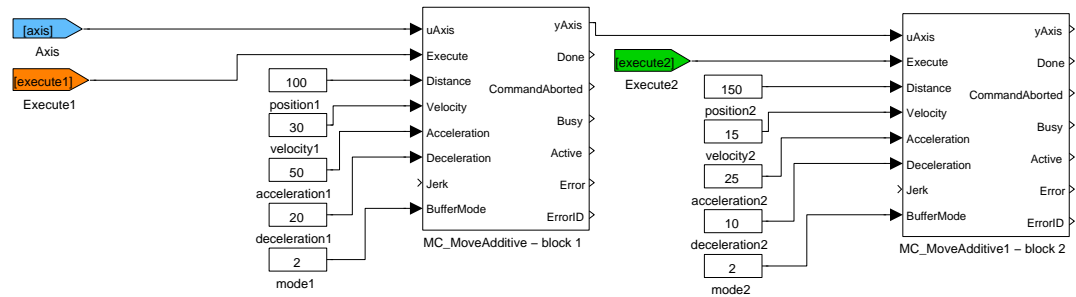 [axis]
Axis
[execute1]
Execute1
100
position1
30
velocity1
50
acceleration1
20
deceleration1
2
mode1
uAxis
Execute
Distance
Velocity
Acceleration
Deceleration
Jerk
BufferMode
yAxis
Done
CommandAborted
Busy
Active
Error
ErrorID
MC_MoveAdditive – block 1
[execute2]
Execute2
150
position2
15
velocity2
25
acceleration2
10
deceleration2
2
mode2
uAxis
Execute
Distance
Velocity
Acceleration
Deceleration
Jerk
BufferMode
yAxis
Done
CommandAborted
Busy
Active
Error
ErrorID
MC_MoveAdditive1 – block 2